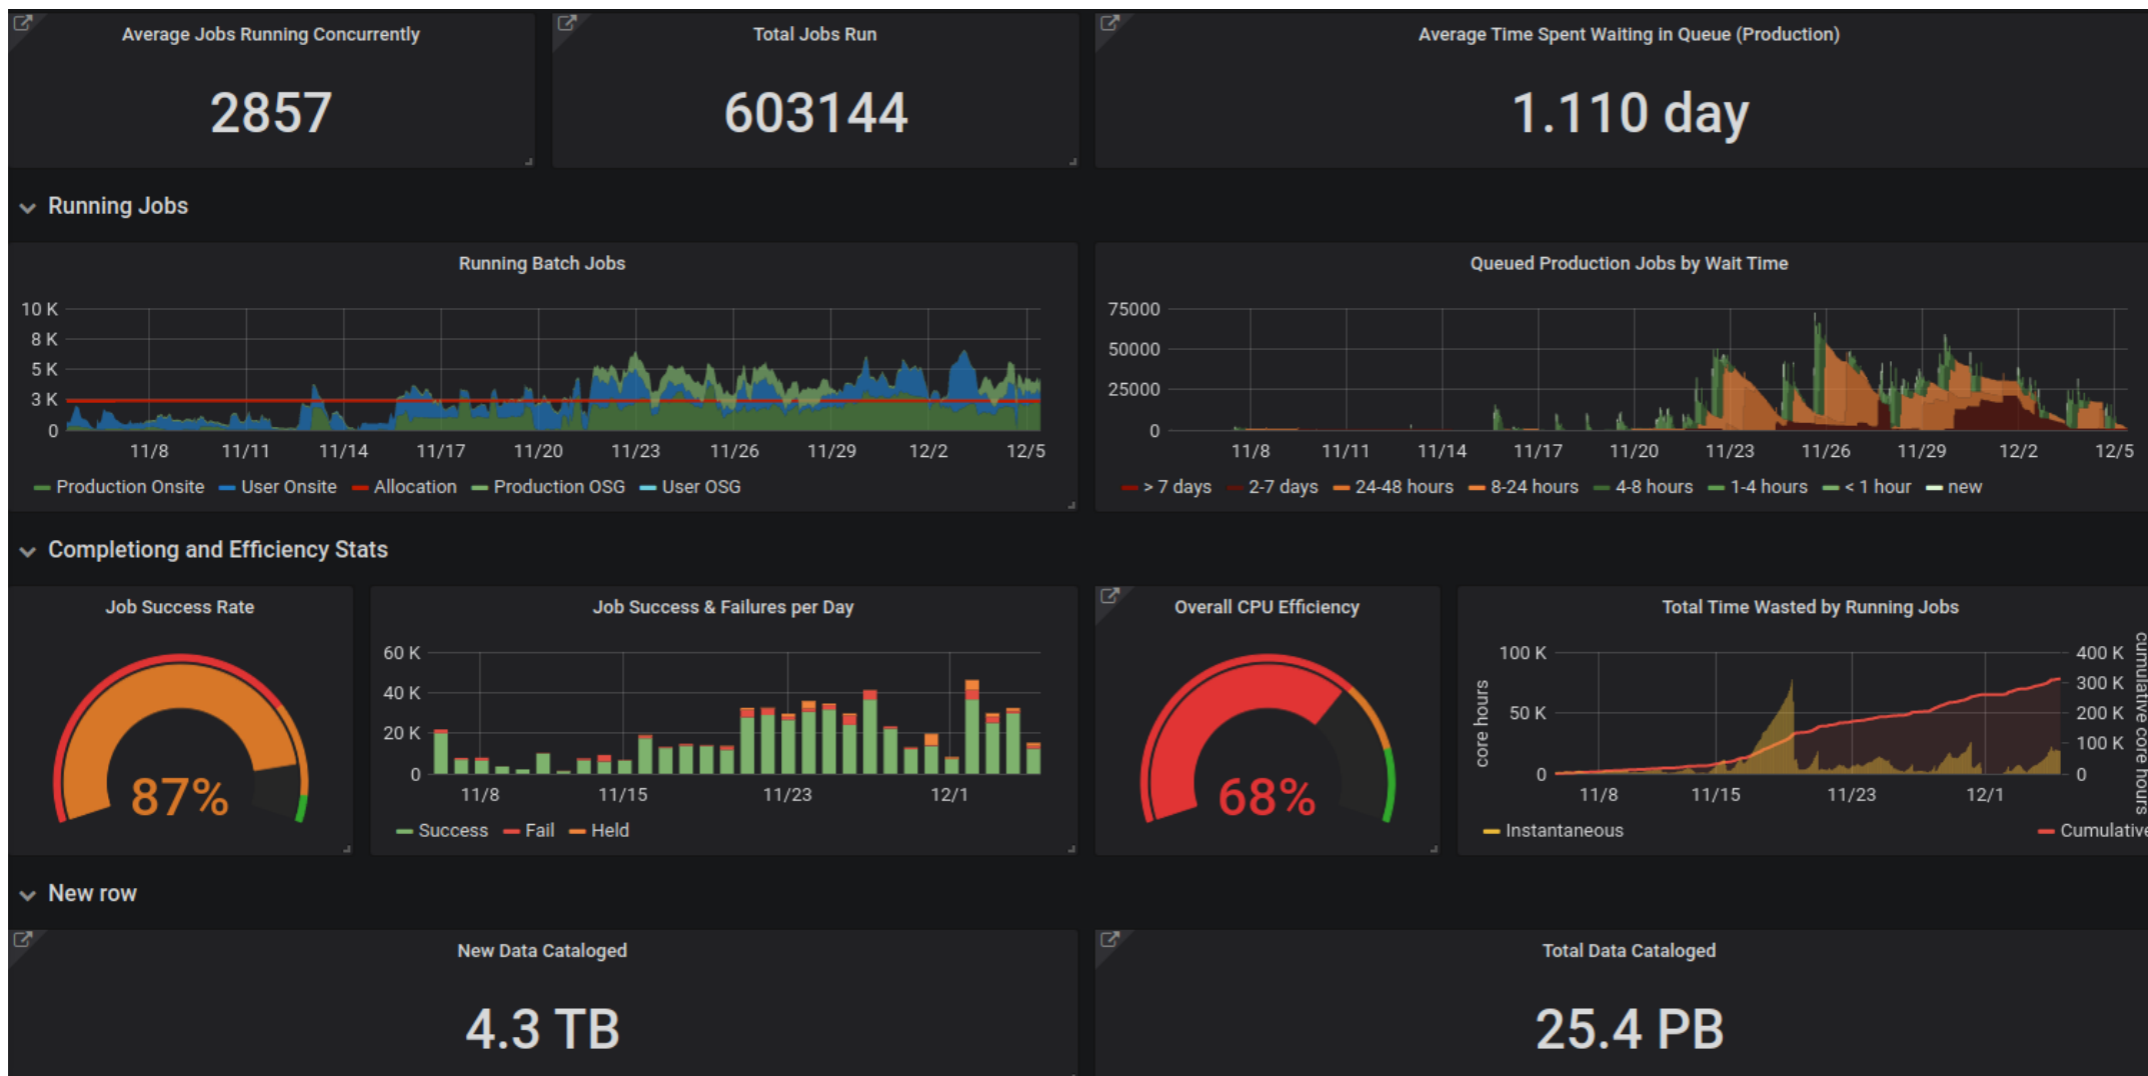 Average Jobs Running Concurrently
2857
Total Jobs Run
603144
Average Time Spent Waiting in Queue (Production)
1.110 day
Running Jobs
Running Batch Jobs
10 K
8 K
5 K
3 K
0
11/8 11/11 11/14 11/17 11/20 11/23 11/26 11/29 12/2 12/5
Production Onsite User Onsite Allocation Production OSG User OSG
Queued Production Jobs by Wait Time
75000
50000
25000
0
11/8 11/11 11/14 11/17 11/20 11/23 11/26 11/29 12/2 12/5
> 7 days 2-7 days 24-48 hours 8-24 hours 4-8 hours 1-4 hours < 1 hour new
Completiong and Efficiency Stats
Job Success Rate
87%
Job Success & Failures per Day
60 K
40 K
20 K
0
11/8 11/15 11/23 12/1
Success Fail Held
Overall CPU Efficiency
68%
Total Time Wasted by Running Jobs
core hours
100 K
50 K
0
400 K
300 K
200 K
100 K
0
cumulative core hours
11/8 11/15 11/23 12/1
Instantaneous Cumulative
New row
New Data Cataloged
4.3 TB
Total Data Cataloged
25.4 PB